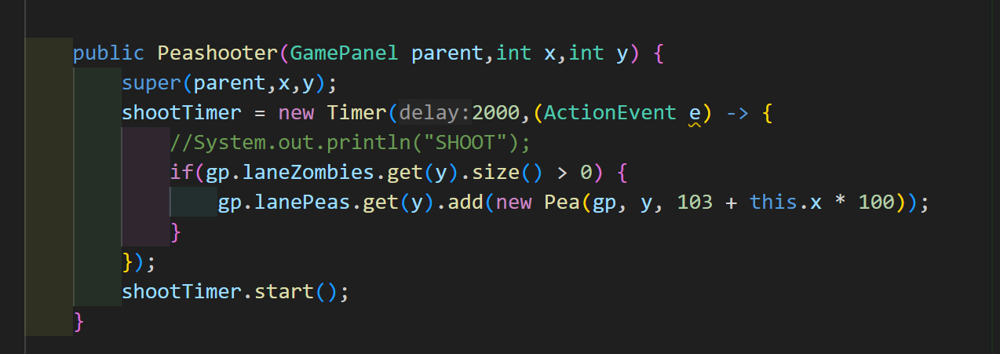 public Peashooter(GamePanel parent,int x,int y) {
super(parent,x,y);
shootTimer = new Timer(delay:2000,(ActionEvent e) -> {
//System.out.println("SHOOT");
if(gp.laneZombies.get(y).size() > 0) {
gp.lanePeas.get(y).add(new Pea(gp, y, 103 + this.x * 100));
}
});
shootTimer.start();
}